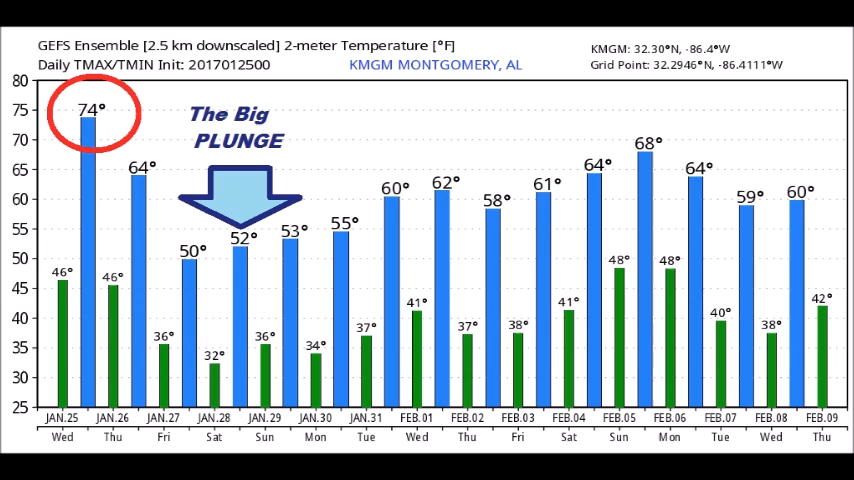 GEFS Ensemble [2.5 km downscaled] 2-meter Temperature [°F]
Daily TMAX/TMIN Init: 2017012500
KMGM MONTGOMERY, AL
KMGM: 32.30°N, -86.4°W
Grid Point: 32.2946°N, -86.4111°W
The Big
PLUNGE
80
75
70
65
60
55
50
45
40
35
30
25
74° 64° 50° 52° 53° 55° 60° 62° 58° 61° 64° 68° 64° 59° 60°
46° 46° 36° 32° 36° 34° 37° 41° 37° 38° 41° 48° 48° 40° 38° 42°
JAN.25 JAN.26 JAN.27 JAN.28 JAN.29 JAN.30 JAN.31 FEB.01 FEB.02 FEB.03 FEB.04 FEB.05 FEB.06 FEB.07 FEB.08 FEB.09
Wed Thu Fri Sat Sun Mon Tue Wed Thu Fri Sat Sun Mon Tue Wed Thu